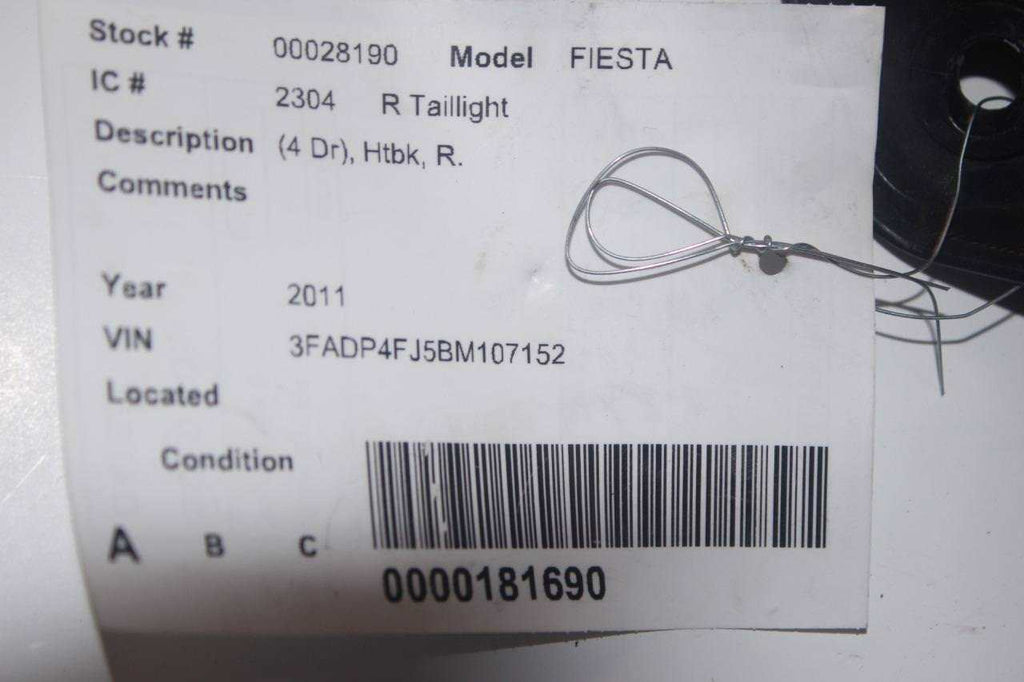 Stock # 00028190 Model FIESTA
IC # 2304 R Taillight
Description (4 Dr), Htbk, R.
Comments
Year 2011
VIN 3FADP4FJ5BM107152
Located
Condition
A B C
0000181690